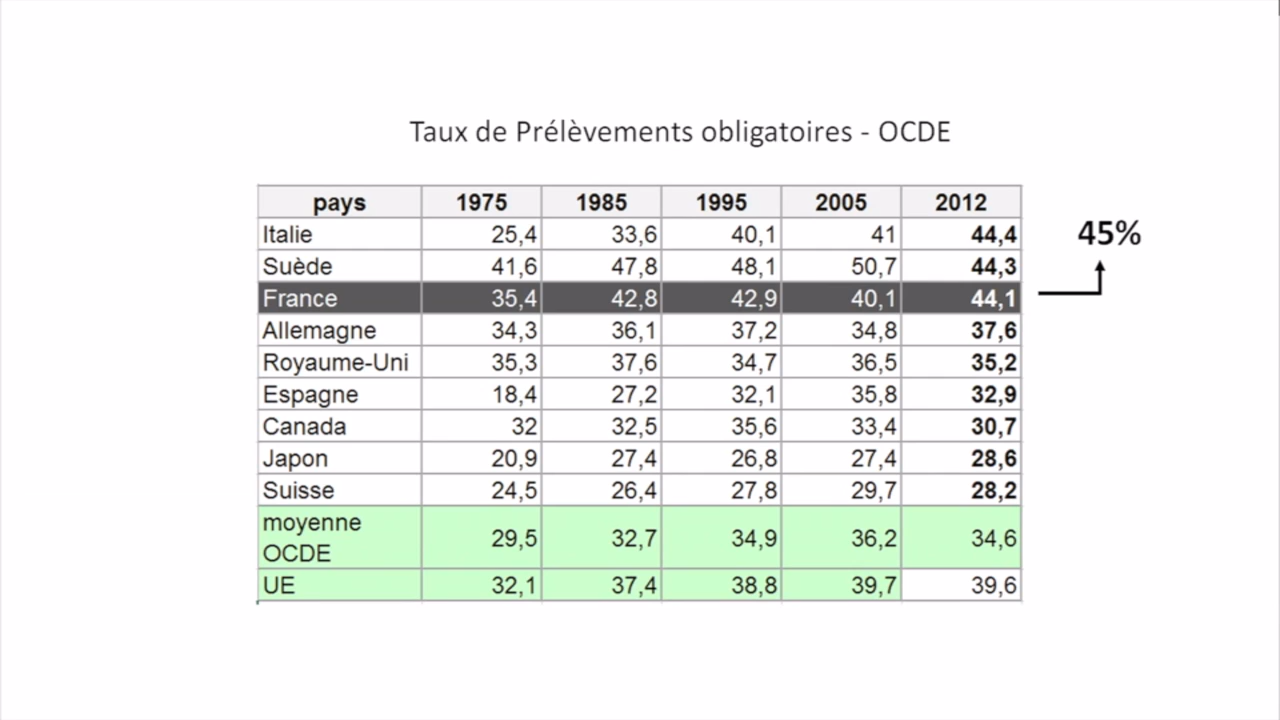 Taux de Prélèvements obligatoires - OCDE
pays 1975 1985 1995 2005 2012
Italie 25,4 33,6 40,1 41 44,4
45%
Suède 41,6 47,8 48,1 50,7 44,3
France 35,4 42,8 42,9 40,1 44,1
Allemagne 34,3 36,1 37,2 34,8 37,6
Royaume-Uni 35,3 37,6 34,7 36,5 35,2
Espagne 18,4 27,2 32,1 35,8 32,9
Canada 32 32,5 35,6 33,4 30,7
Japon 20,9 27,4 26,8 27,4 28,6
Suisse 24,5 26,4 27,8 29,7 28,2
moyenne
OCDE 29,5 32,7 34,9 36,2 34,6
UE 32,1 37,4 38,8 39,7 39,6